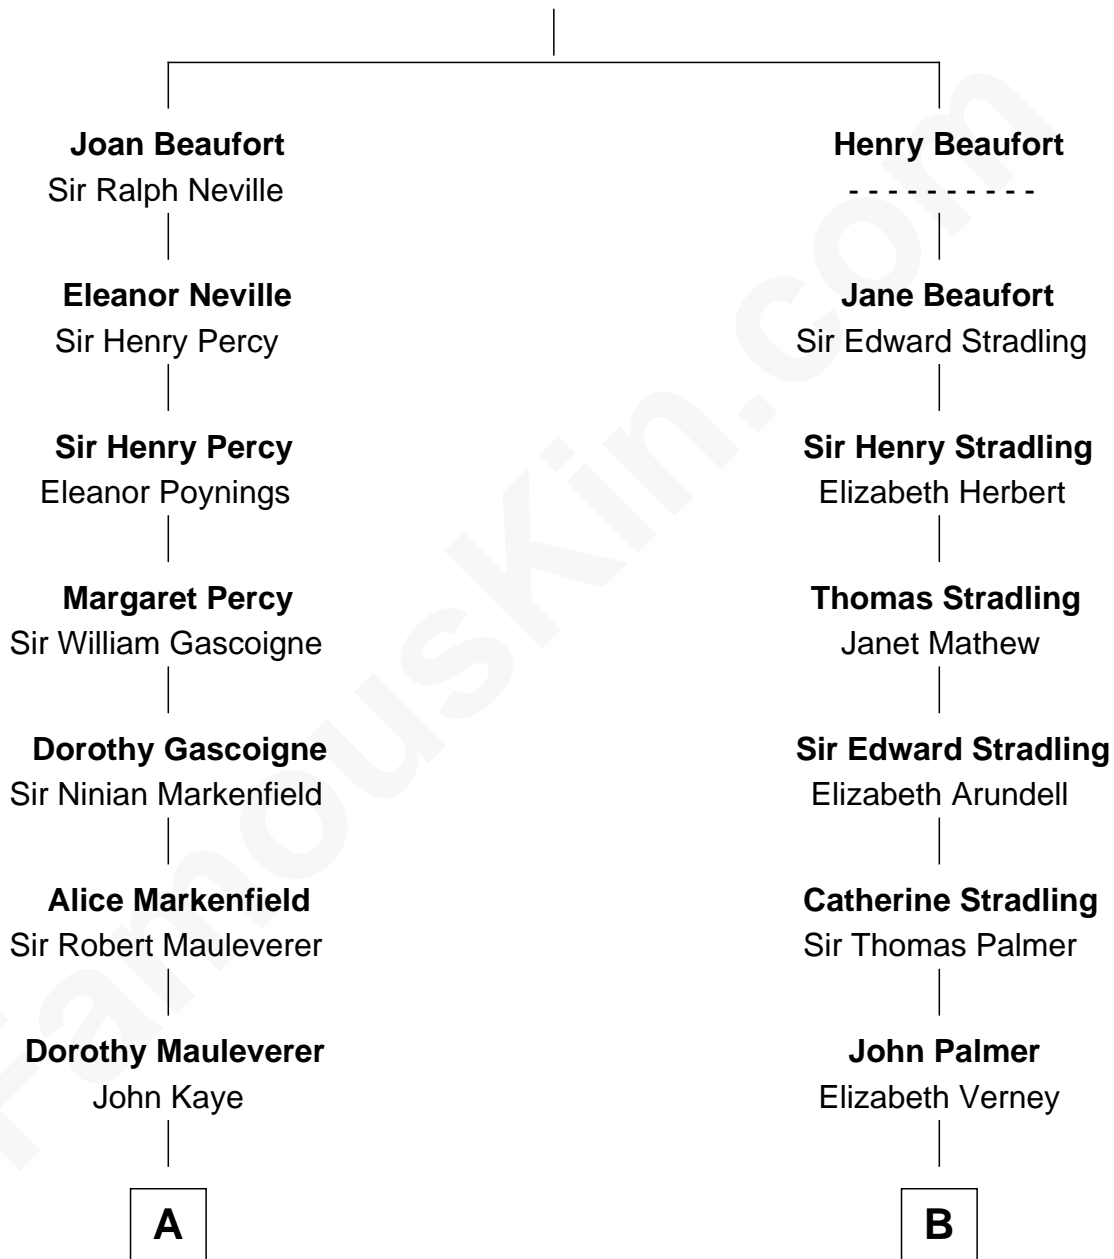 Joan Beaufort
Sir Ralph Neville
Eleanor Neville
Sir Henry Percy
Sir Henry Percy
Eleanor Poynings
Margaret Percy
Sir William Gascoigne
Dorothy Gascoigne
Sir Ninian Markenfield
Alice Markenfield
Sir Robert Mauleverer
Dorothy Mauleverer
John Kaye
A
Henry Beaufort
- - - - - - - - - -
Jane Beaufort
Sir Edward Stradling
Sir Henry Stradling
Elizabeth Herbert
Thomas Stradling
Janet Mathew
Sir Edward Stradling
Elizabeth Arundell
Catherine Stradling
Sir Thomas Palmer
John Palmer
Elizabeth Verney
B
FamousKin.com